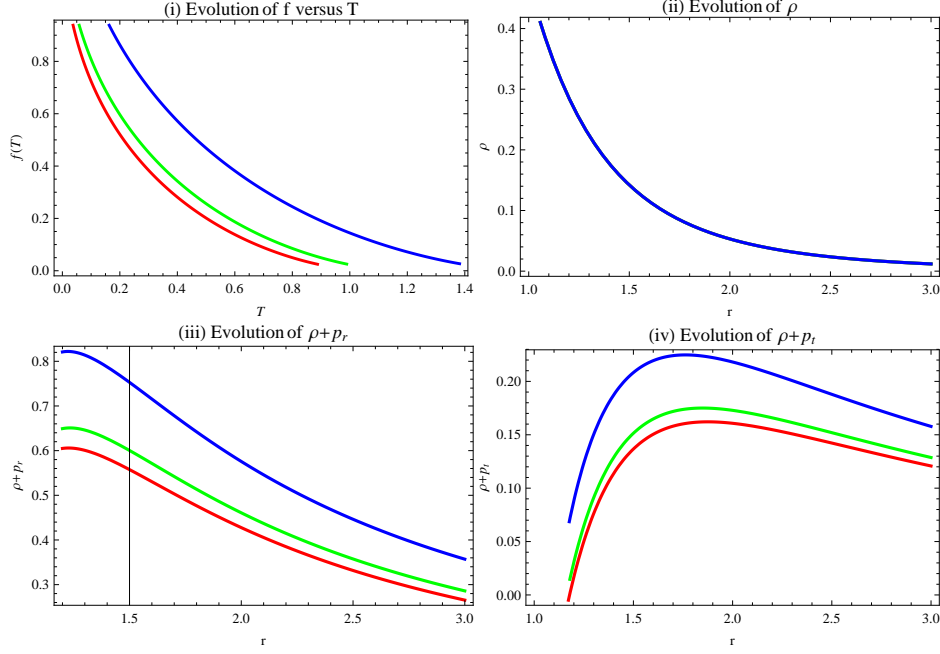 (i) Evolution of f versus T
f(T)
0.8
0.6
0.4
0.2
0.0
0.0 0.2 0.4 0.6 0.8 1.0 1.2 1.4
T
(ii) Evolution of ρ
ρ
0.4
0.3
0.2
0.1
0.0
1.0 1.5 2.0 2.5 3.0
r
(iii) Evolution of ρ+p_r
ρ+p_r
0.8
0.7
0.6
0.5
0.4
0.3
1.5 2.0 2.5 3.0
r
(iv) Evolution of ρ+p_t
ρ+p_t
0.20
0.15
0.10
0.05
0.00
1.0 1.5 2.0 2.5 3.0
r